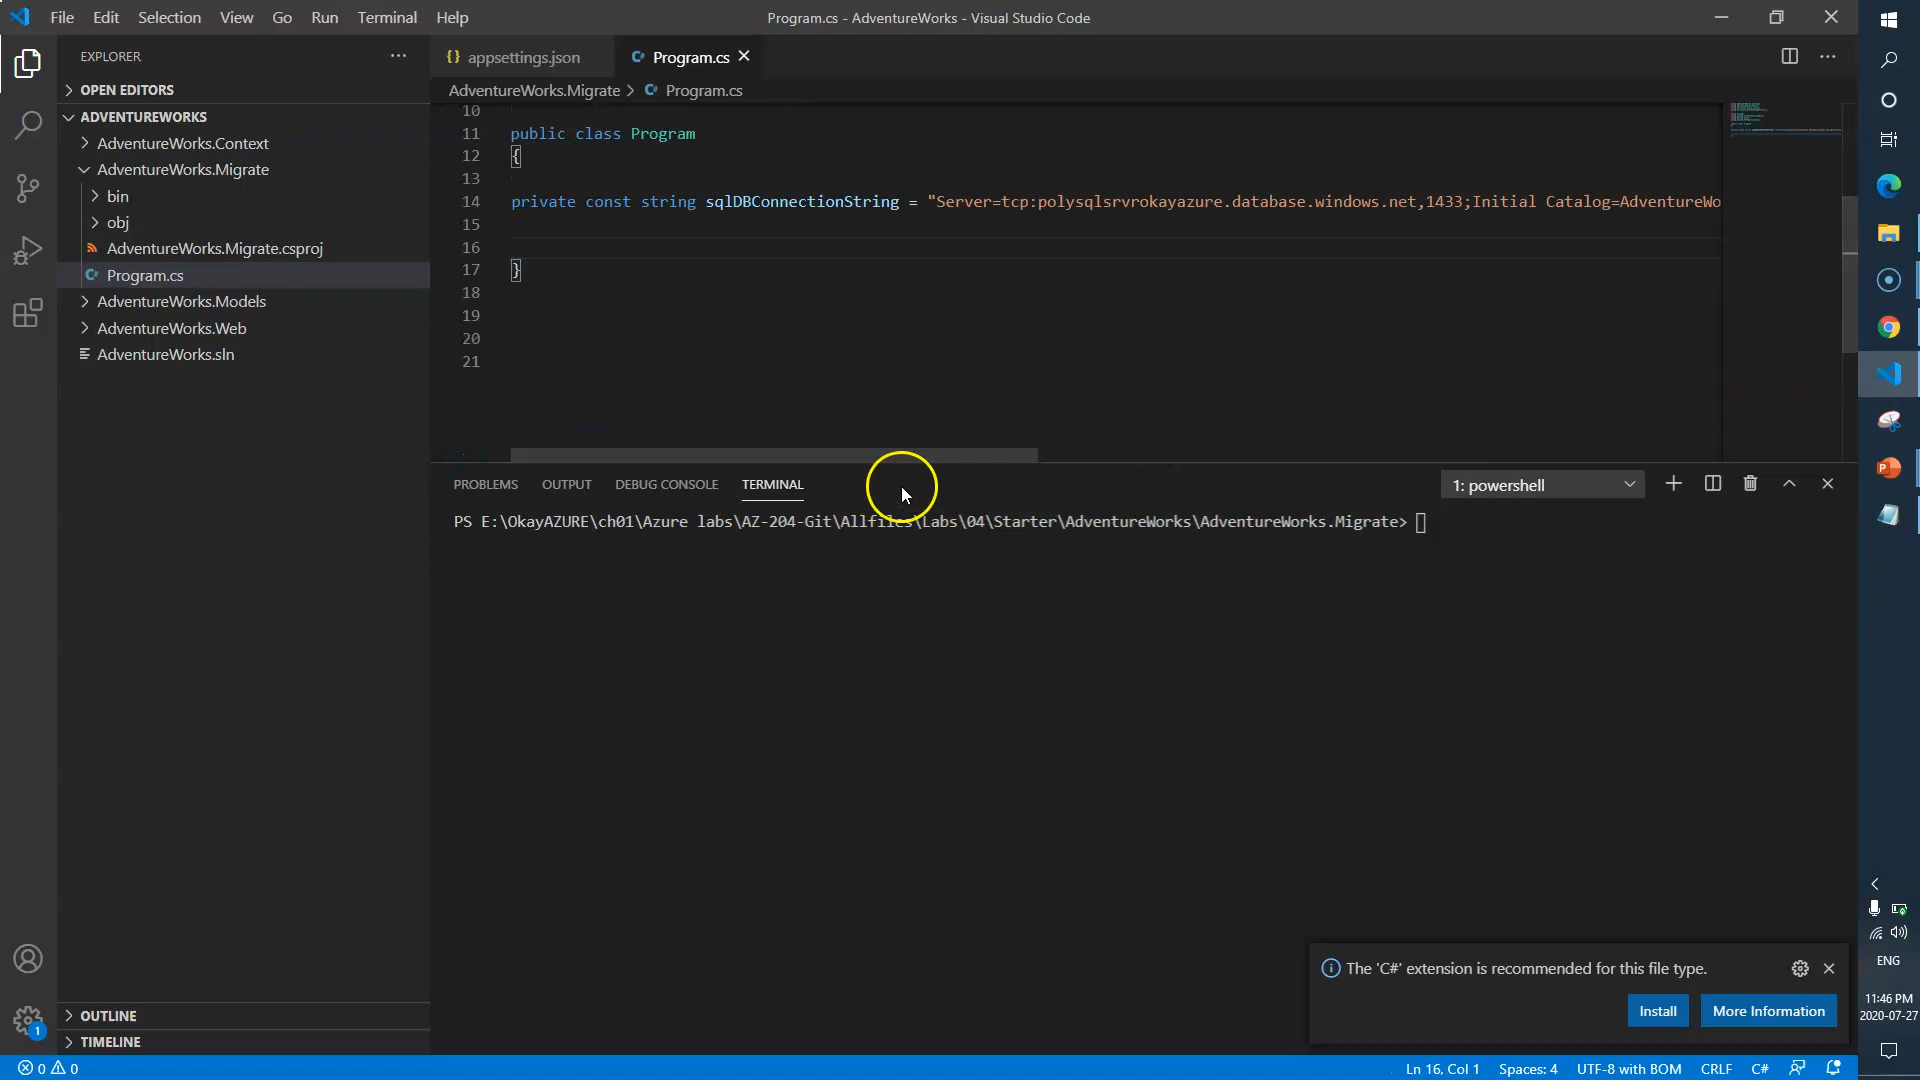 File Edit Selection View Go Run Terminal Help
Program.cs - AdventureWorks - Visual Studio Code
EXPLORER
OPEN EDITORS
ADVENTUREWORKS
AdventureWorks.Context
AdventureWorks.Migrate
bin
obj
AdventureWorks.Migrate.csproj
Program.cs
AdventureWorks.Models
AdventureWorks.Web
AdventureWorks.sln
OUTLINE
TIMELINE
{} appsettings.json
Program.cs
AdventureWorks.Migrate > Program.cs
10
11 public class Program
12 {
13
14 private const string sqlDBConnectionString = "Server=tcp:polysqlsrvrokayazure.database.windows.net,1433;Initial Catalog=AdventureWo
15
16
17 }
18
19
20
21
PROBLEMS OUTPUT DEBUG CONSOLE TERMINAL
1: powershell
PS E:\OkayAZURE\ch01\Azure labs\AZ-204-Git\Allfiles\Labs\04\Starter\AdventureWorks\AdventureWorks.Migrate>
The 'C#' extension is recommended for this file type.
Install More Information
1
0 0
Ln 16, Col 1 Spaces: 4 UTF-8 with BOM CRLF C#
ENG
11:46 PM
2020-07-27